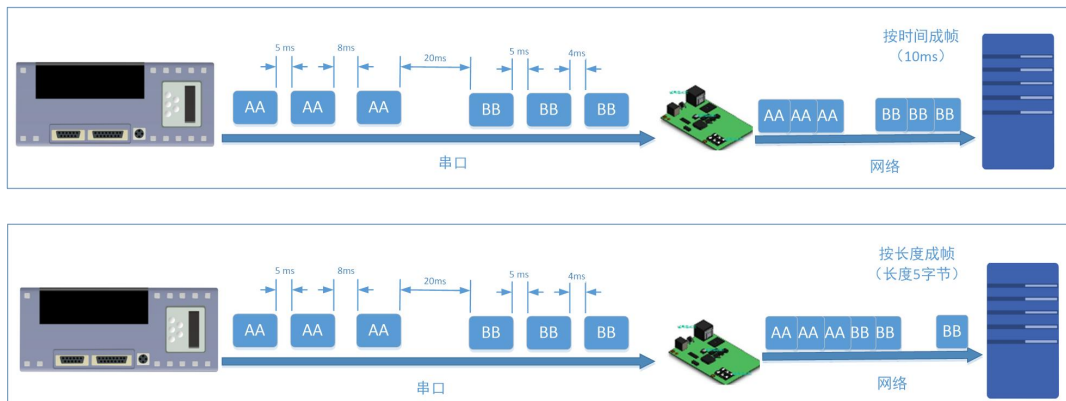 5 ms
8ms
20ms
5 ms
4ms
按时间成帧
（10ms）
AA AA AA BB BB BB
AA AA AA BB BB BB
串口
网络
5 ms
8ms
20ms
5 ms
4ms
按长度成帧
（长度5字节）
AA AA AA BB BB BB
AA AA AA BB BB BB
串口
网络